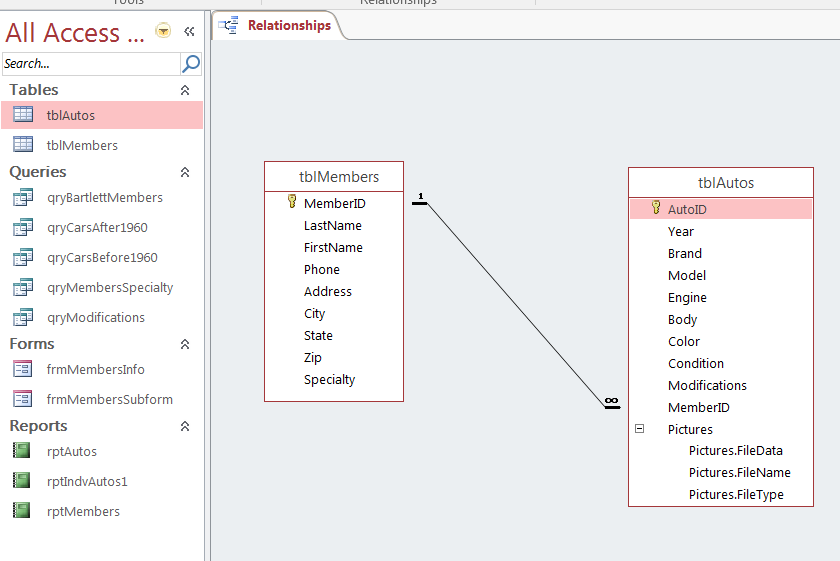 Tools
Relationships
All Access ...
Relationships
Search...
Tables
tblAutos
tblMembers
Queries
qryBartlettMembers
qryCarsAfter1960
qryCarsBefore1960
qryMembersSpecialty
qryModifications
Forms
frmMembersInfo
frmMembersSubform
Reports
rptAutos
rptIndvAutos1
rptMembers
tblMembers
MemberID
LastName
FirstName
Phone
Address
City
State
Zip
Specialty
1
∞
tblAutos
AutoID
Year
Brand
Model
Engine
Body
Color
Condition
Modifications
MemberID
Pictures
Pictures.FileData
Pictures.FileName
Pictures.FileType